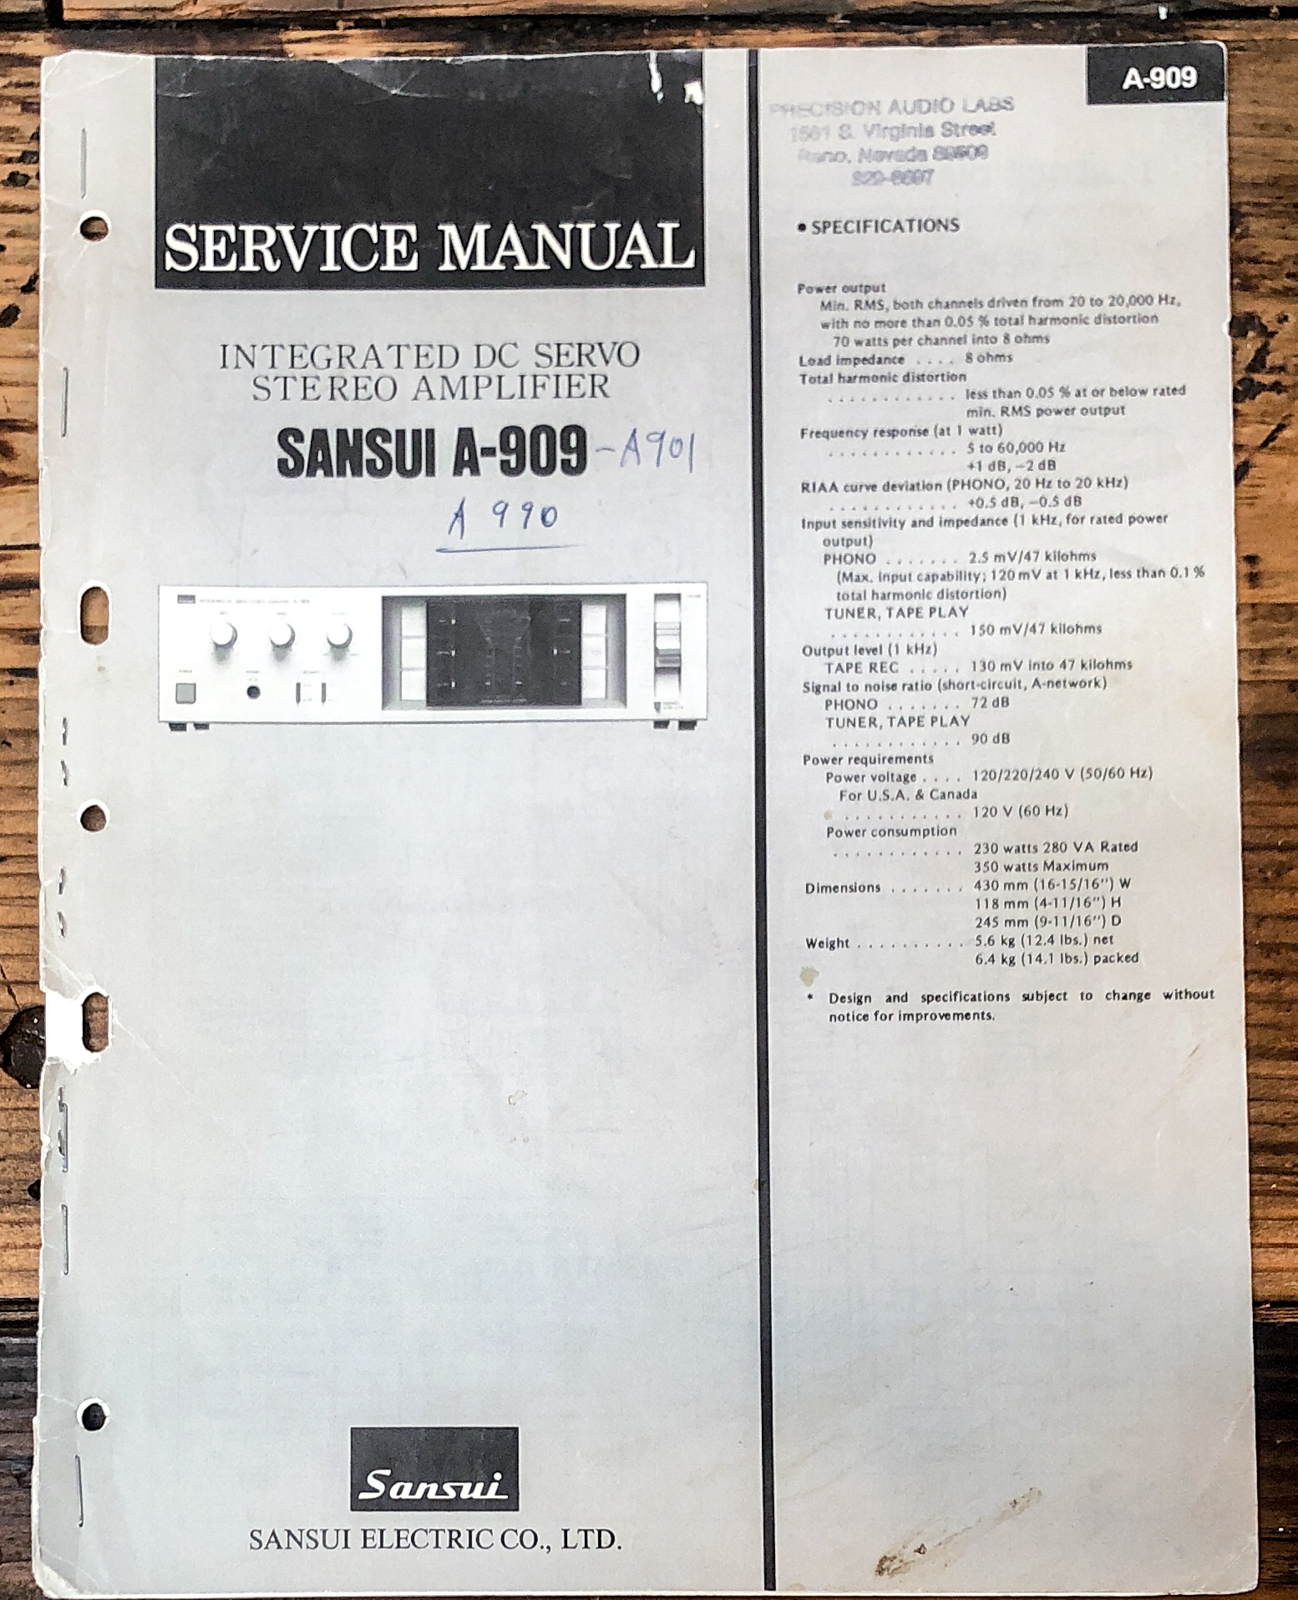 SERVICE MANUAL
INTEGRATED DC SERVO
STEREO AMPLIFIER
SANSUI A-909 -A901
A 990
Sansui
SANSUI ELECTRIC CO., LTD.
A-909
PRECISION AUDIO LABS
S. Virginia Street
Reno, Nevada
• SPECIFICATIONS
Power output
Min. RMS, both channels driven from 20 to 20,000 Hz,
with no more than 0.05 % total harmonic distortion
70 watts per channel into 8 ohms
Load impedance . . . . 8 ohms
Total harmonic distortion
. . . . . . . . . . . . less than 0.05 % at or below rated
min. RMS power output
Frequency response (at 1 watt)
. . . . . . . . . . . . 5 to 60,000 Hz
+1 dB, −2 dB
RIAA curve deviation (PHONO, 20 Hz to 20 kHz)
. . . . . . . . . . . . +0.5 dB, −0.5 dB
Input sensitivity and impedance (1 kHz, for rated power
output)
PHONO . . . . . . . 2.5 mV/47 kilohms
(Max. input capability; 120 mV at 1 kHz, less than 0.1 %
total harmonic distortion)
TUNER, TAPE PLAY
. . . . . . . . . . . . 150 mV/47 kilohms
Output level (1 kHz)
TAPE REC . . . . . 130 mV into 47 kilohms
Signal to noise ratio (short-circuit, A-network)
PHONO . . . . . . . 72 dB
TUNER, TAPE PLAY
. . . . . . . . . . . . 90 dB
Power requirements
Power voltage . . . . 120/220/240 V (50/60 Hz)
For U.S.A. & Canada
. . . . . . . . . . . 120 V (60 Hz)
Power consumption
. . . . . . . . . . . . 230 watts 280 VA Rated
350 watts Maximum
Dimensions . . . . . . . 430 mm (16-15/16") W
118 mm (4-11/16") H
245 mm (9-11/16") D
Weight . . . . . . . . . . 5.6 kg (12.4 lbs.) net
6.4 kg (14.1 lbs.) packed
* Design and specifications subject to change without
notice for improvements.